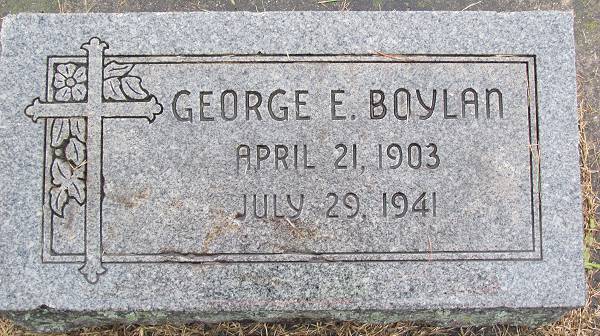 GEORGE E. BOYLAN
APRIL 21, 1903
JULY 29, 1941